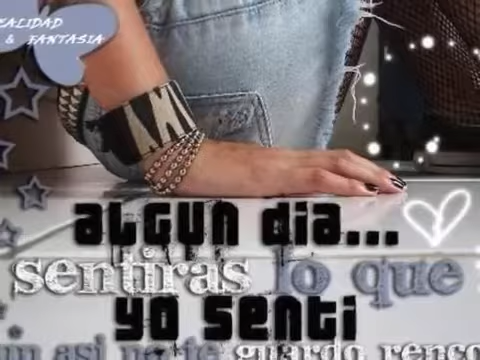 REALIDAD
& FANTASIA
ALGUN DIA...
sentiras lo que
YO SENTI
aun asi no te guardo renco